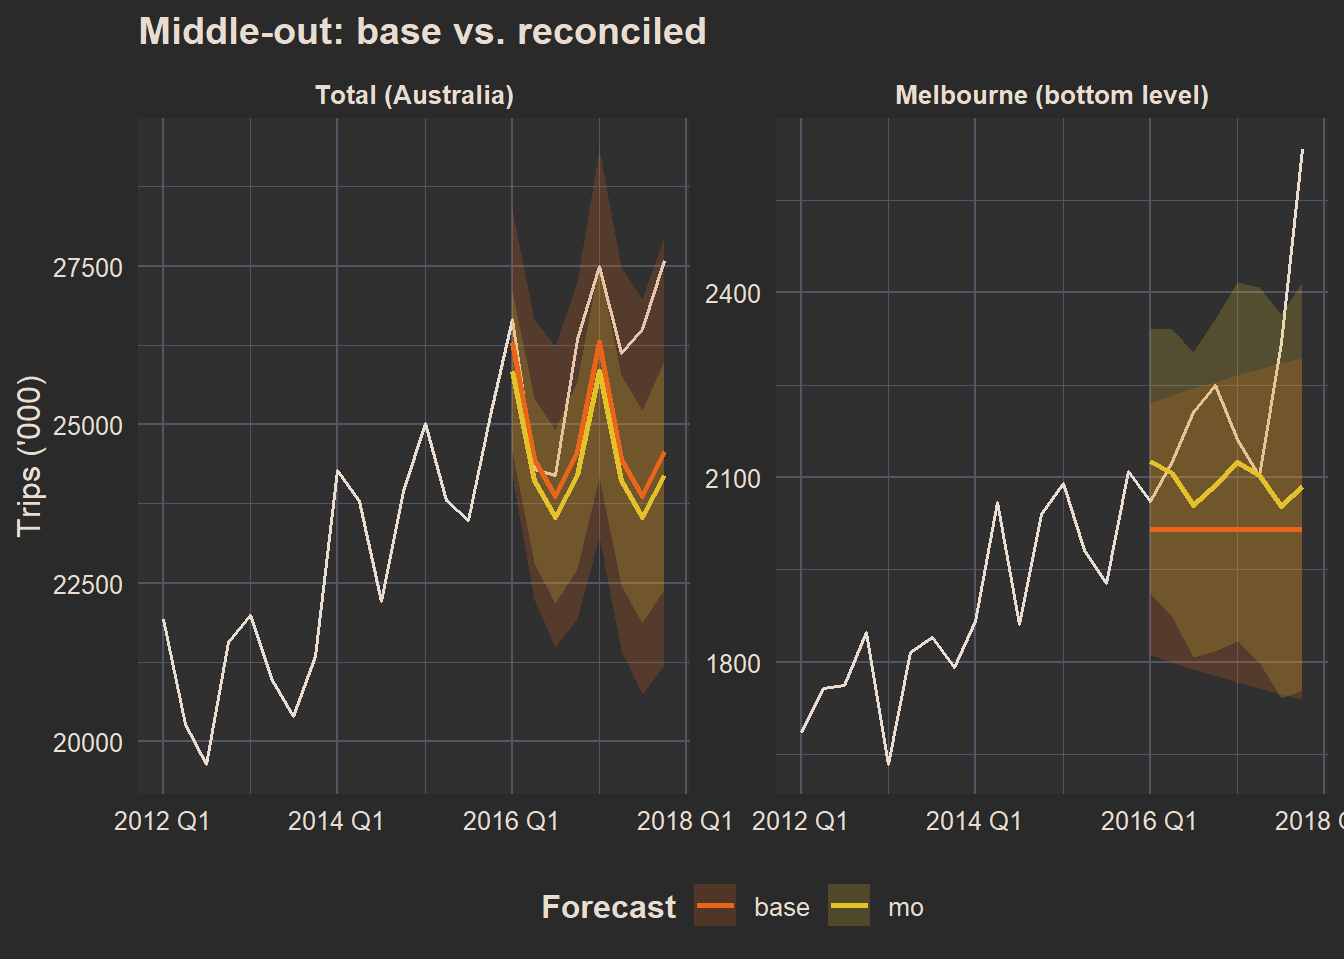 Middle-out: base vs. reconciled
Total (Australia)
Melbourne (bottom level)
Trips ('000)
27500
25000
22500
20000
2400
2100
1800
2012 Q1
2014 Q1
2016 Q1
2018 Q1
2012 Q1
2014 Q1
2016 Q1
2018 Q
Forecast
base
mo